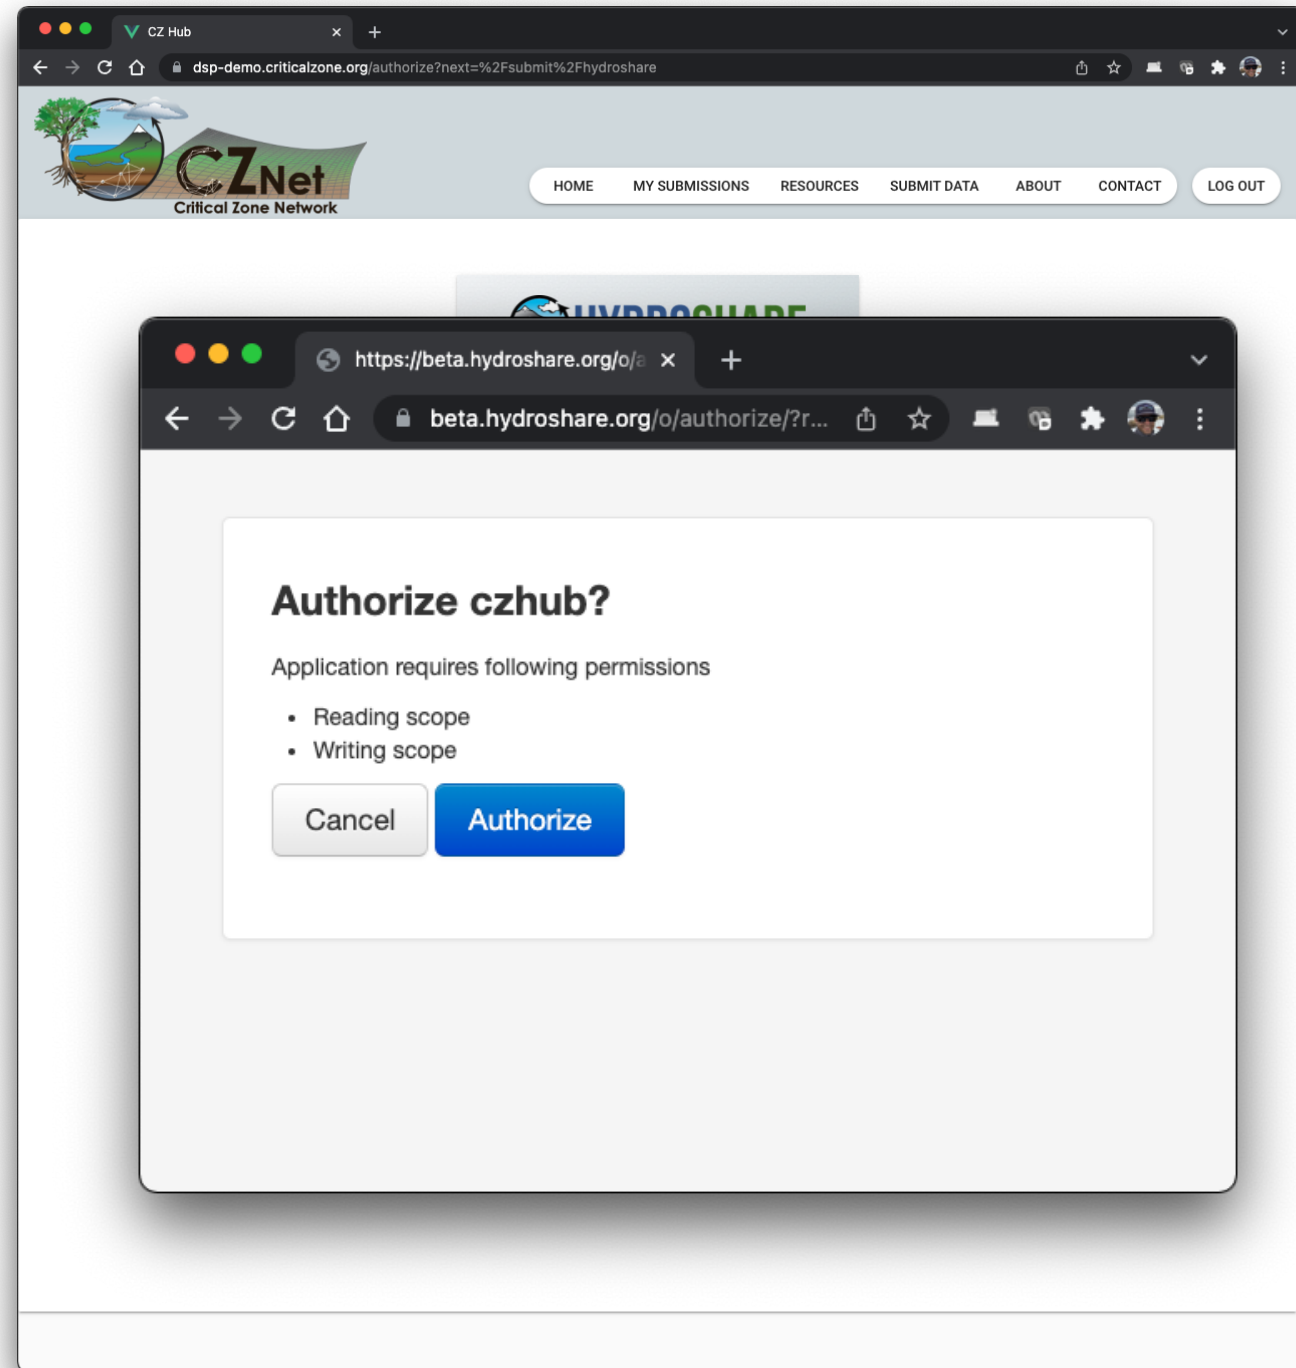 CZ Hub
dsp-demo.criticalzone.org/authorize?next=%2Fsubmit%2Fhydroshare
CZNet
Critical Zone Network
HOME MY SUBMISSIONS RESOURCES SUBMIT DATA ABOUT CONTACT LOG OUT
HYDROSHARE
https://beta.hydroshare.org/o/a
beta.hydroshare.org/o/authorize/?r...
Authorize czhub?
Application requires following permissions
• Reading scope
• Writing scope
Cancel Authorize